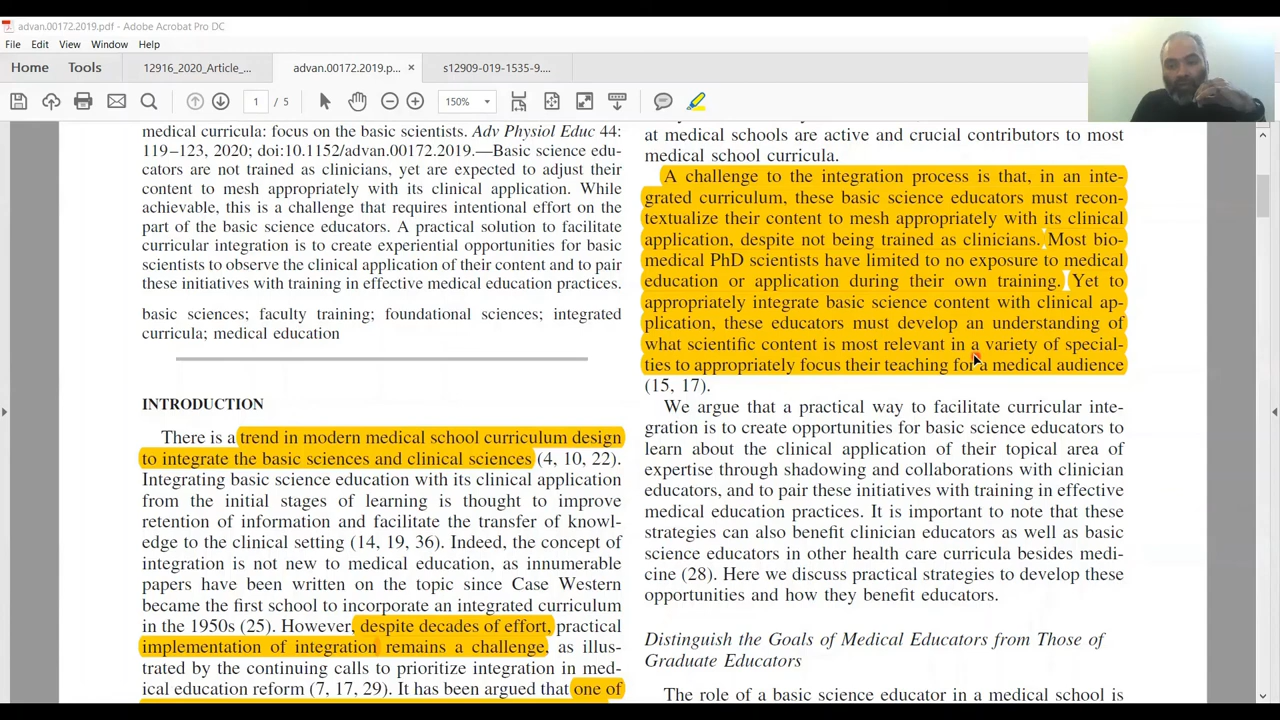 advan.00172.2019.pdf - Adobe Acrobat Pro DC
File Edit View Window Help
Home Tools 12916_2020_Article_... advan.00172.2019.p... × s12909-019-1535-9....
1 / 5 150%
medical curricula: focus on the basic scientists. Adv Physiol Educ 44:
119–123, 2020; doi:10.1152/advan.00172.2019.—Basic science edu-
cators are not trained as clinicians, yet are expected to adjust their
content to mesh appropriately with its clinical application. While
achievable, this is a challenge that requires intentional effort on the
part of the basic science educators. A practical solution to facilitate
curricular integration is to create experiential opportunities for basic
scientists to observe the clinical application of their content and to pair
these initiatives with training in effective medical education practices.
basic sciences; faculty training; foundational sciences; integrated
curricula; medical education
INTRODUCTION
There is a trend in modern medical school curriculum design
to integrate the basic sciences and clinical sciences (4, 10, 22).
Integrating basic science education with its clinical application
from the initial stages of learning is thought to improve
retention of information and facilitate the transfer of knowl-
edge to the clinical setting (14, 19, 36). Indeed, the concept of
integration is not new to medical education, as innumerable
papers have been written on the topic since Case Western
became the first school to incorporate an integrated curriculum
in the 1950s (25). However, despite decades of effort, practical
implementation of integration remains a challenge, as illus-
trated by the continuing calls to prioritize integration in med-
ical education reform (7, 17, 29). It has been argued that one of
at medical schools are active and crucial contributors to most
medical school curricula.
A challenge to the integration process is that, in an inte-
grated curriculum, these basic science educators must recon-
textualize their content to mesh appropriately with its clinical
application, despite not being trained as clinicians. Most bio-
medical PhD scientists have limited to no exposure to medical
education or application during their own training. Yet to
appropriately integrate basic science content with clinical ap-
plication, these educators must develop an understanding of
what scientific content is most relevant in a variety of special-
ties to appropriately focus their teaching for a medical audience
(15, 17).
We argue that a practical way to facilitate curricular inte-
gration is to create opportunities for basic science educators to
learn about the clinical application of their topical area of
expertise through shadowing and collaborations with clinician
educators, and to pair these initiatives with training in effective
medical education practices. It is important to note that these
strategies can also benefit clinician educators as well as basic
science educators in other health care curricula besides medi-
cine (28). Here we discuss practical strategies to develop these
opportunities and how they benefit educators.
Distinguish the Goals of Medical Educators from Those of
Graduate Educators
The role of a basic science educator in a medical school is